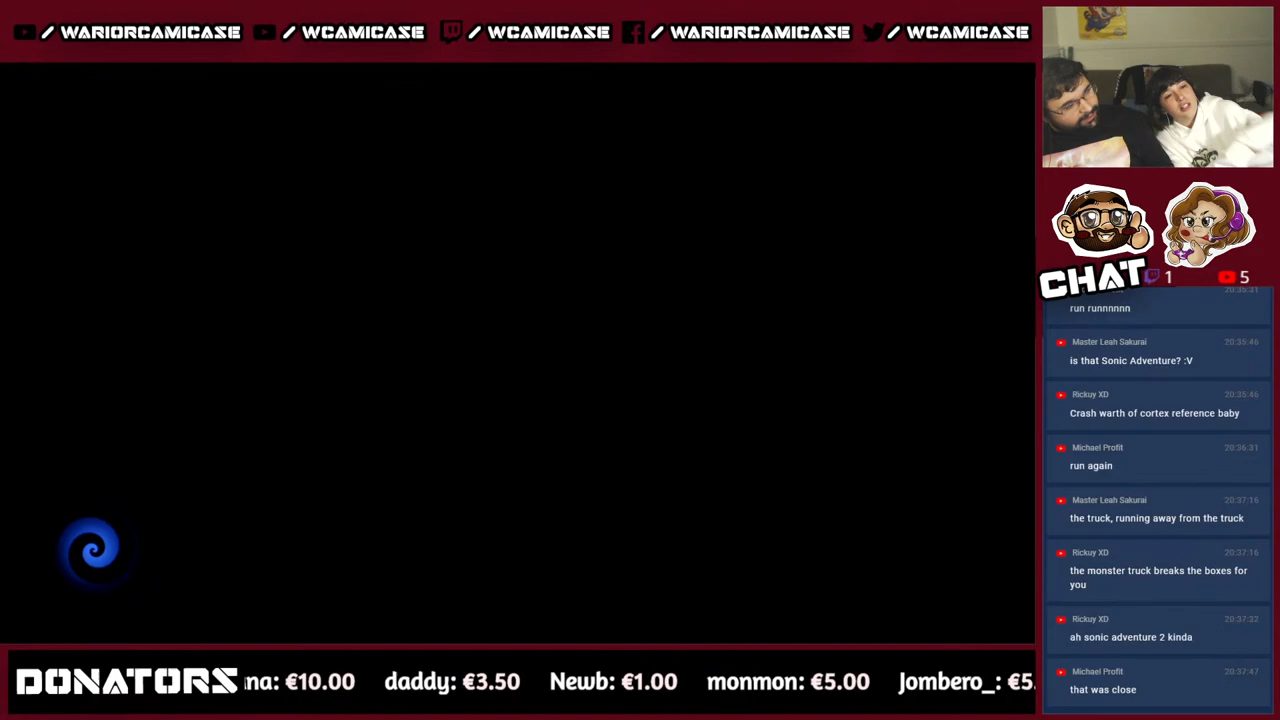 / WARIORCAMICASE / WCAMICASE / WCAMICASE / WARIORCAMICASE / WCAMICASE
CHAT 1 5
20:35:31
run runnnnnn
Master Leah Sakurai 20:35:46
is that Sonic Adventure? :V
Rickuy XD 20:35:46
Crash warth of cortex reference baby
Michael Profit 20:36:31
run again
Master Leah Sakurai 20:37:16
the truck, running away from the truck
Rickuy XD 20:37:16
the monster truck breaks the boxes for
you
Rickuy XD 20:37:32
ah sonic adventure 2 kinda
Michael Profit 20:37:47
that was close
DONATORS na: €10.00 daddy: €3.50 Newb: €1.00 monmon: €5.00 Jombero_: €5.